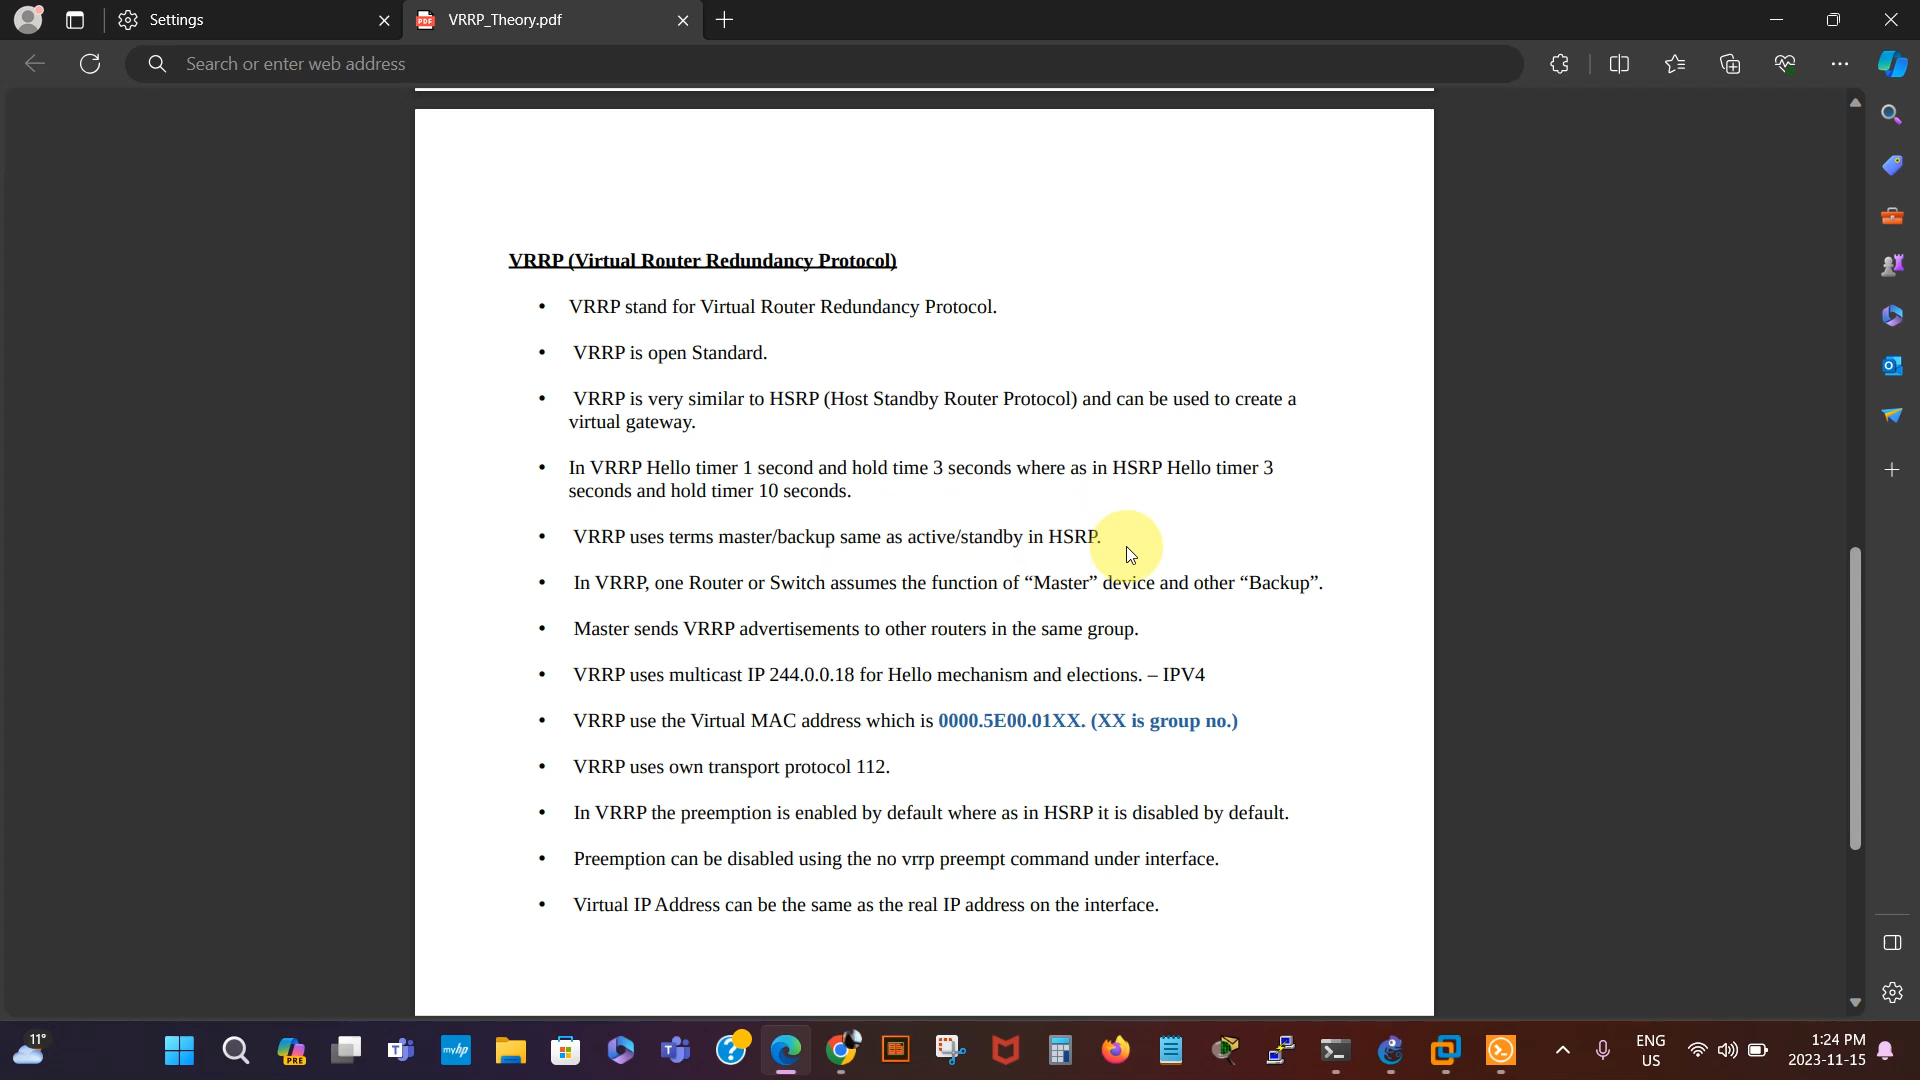 Settings
VRRP_Theory.pdf
Search or enter web address
VRRP (Virtual Router Redundancy Protocol)
• VRRP stand for Virtual Router Redundancy Protocol.
• VRRP is open Standard.
• VRRP is very similar to HSRP (Host Standby Router Protocol) and can be used to create a
virtual gateway.
• In VRRP Hello timer 1 second and hold time 3 seconds where as in HSRP Hello timer 3
seconds and hold timer 10 seconds.
• VRRP uses terms master/backup same as active/standby in HSRP.
• In VRRP, one Router or Switch assumes the function of “Master” device and other “Backup”.
• Master sends VRRP advertisements to other routers in the same group.
• VRRP uses multicast IP 244.0.0.18 for Hello mechanism and elections. – IPV4
• VRRP use the Virtual MAC address which is 0000.5E00.01XX. (XX is group no.)
• VRRP uses own transport protocol 112.
• In VRRP the preemption is enabled by default where as in HSRP it is disabled by default.
• Preemption can be disabled using the no vrrp preempt command under interface.
• Virtual IP Address can be the same as the real IP address on the interface.
11°
PRE
myhp
ENG
US
1:24 PM
2023-11-15